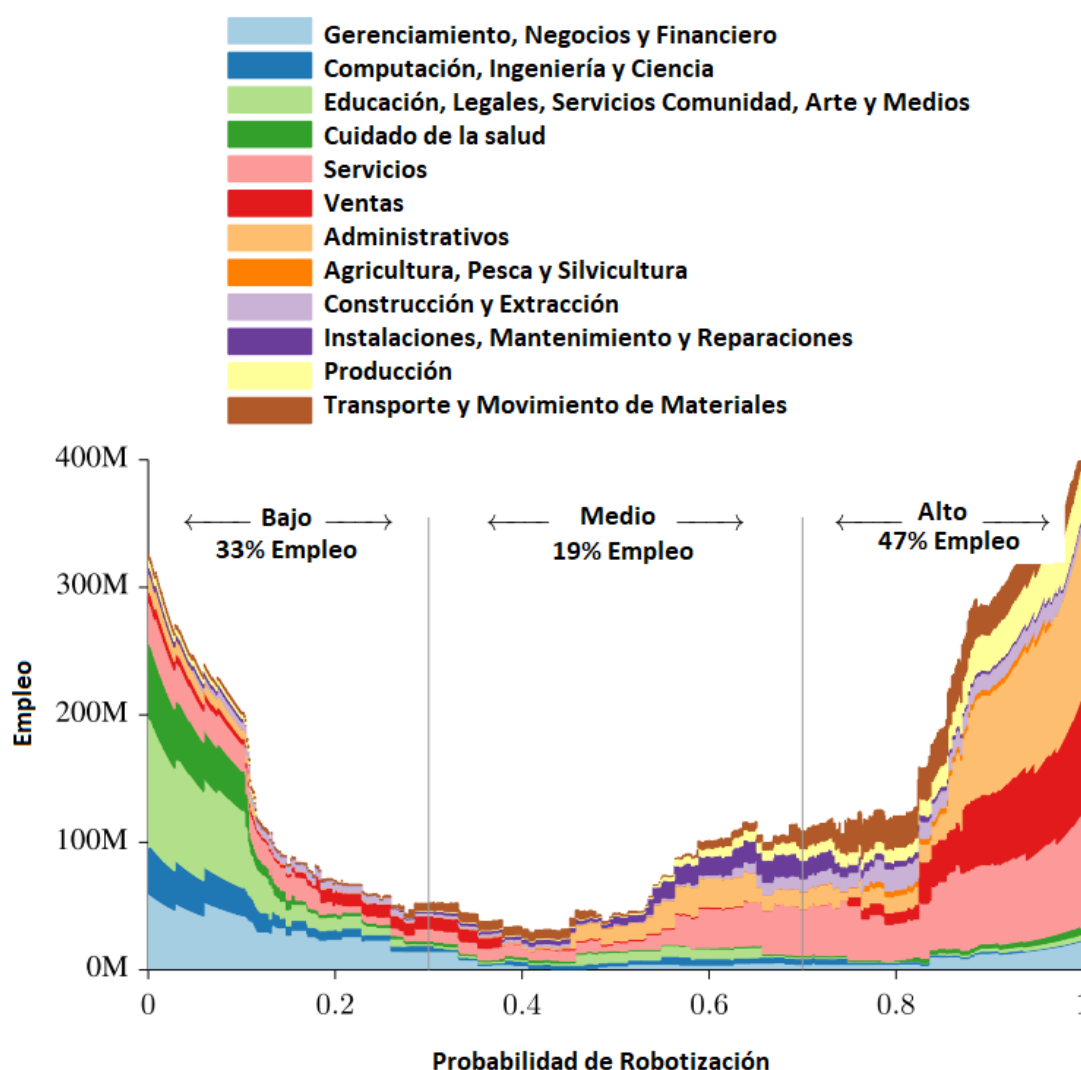 Gerenciamiento, Negocios y Financiero
Computación, Ingeniería y Ciencia
Educación, Legales, Servicios Comunidad, Arte y Medios
Cuidado de la salud
Servicios
Ventas
Administrativos
Agricultura, Pesca y Silvicultura
Construcción y Extracción
Instalaciones, Mantenimiento y Reparaciones
Producción
Transporte y Movimiento de Materiales
400M
Bajo
33% Empleo
Medio
19% Empleo
Alto
47% Empleo
300M
200M
100M
0M
Empleo
0
0.2
0.4
0.6
0.8
1
Probabilidad de Robotización